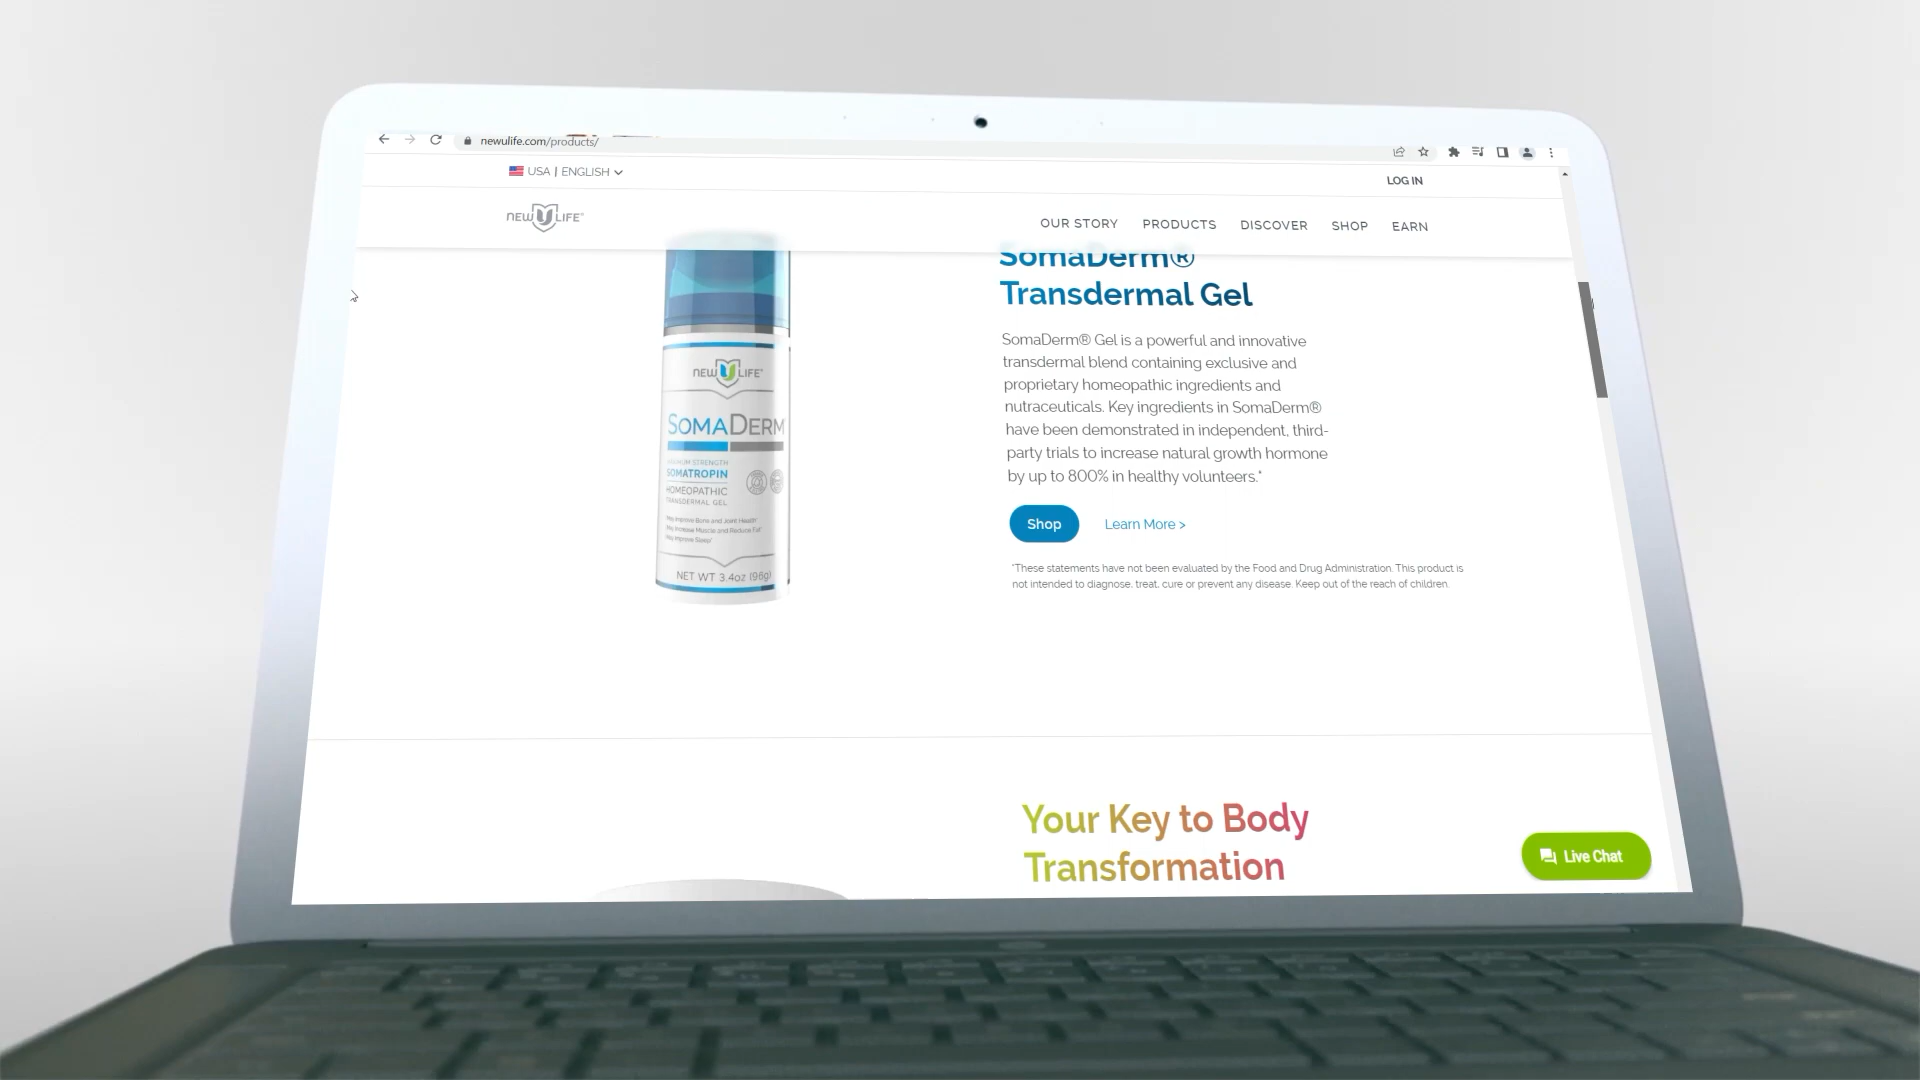 newulife.com/products/
USA | ENGLISH
LOG IN
NEW U LIFE
OUR STORY PRODUCTS DISCOVER SHOP EARN
SomaDerm®
Transdermal Gel
SomaDerm® Gel is a powerful and innovative
transdermal blend containing exclusive and
proprietary homeopathic ingredients and
nutraceuticals. Key ingredients in SomaDerm®
have been demonstrated in independent, third-
party trials to increase natural growth hormone
by up to 800% in healthy volunteers.*
Shop
Learn More >
*These statements have not been evaluated by the Food and Drug Administration. This product is
not intended to diagnose, treat, cure or prevent any disease. Keep out of the reach of children.
NEW U LIFE
SOMADERM
MAXIMUM STRENGTH
SOMATROPIN
HOMEOPATHIC
TRANSDERMAL GEL
May Improve Bone and Joint Health*
May Increase Muscle and Reduce Fat*
May Improve Sleep*
NET WT 3.4oz (96g)
Your Key to Body
Transformation
Live Chat